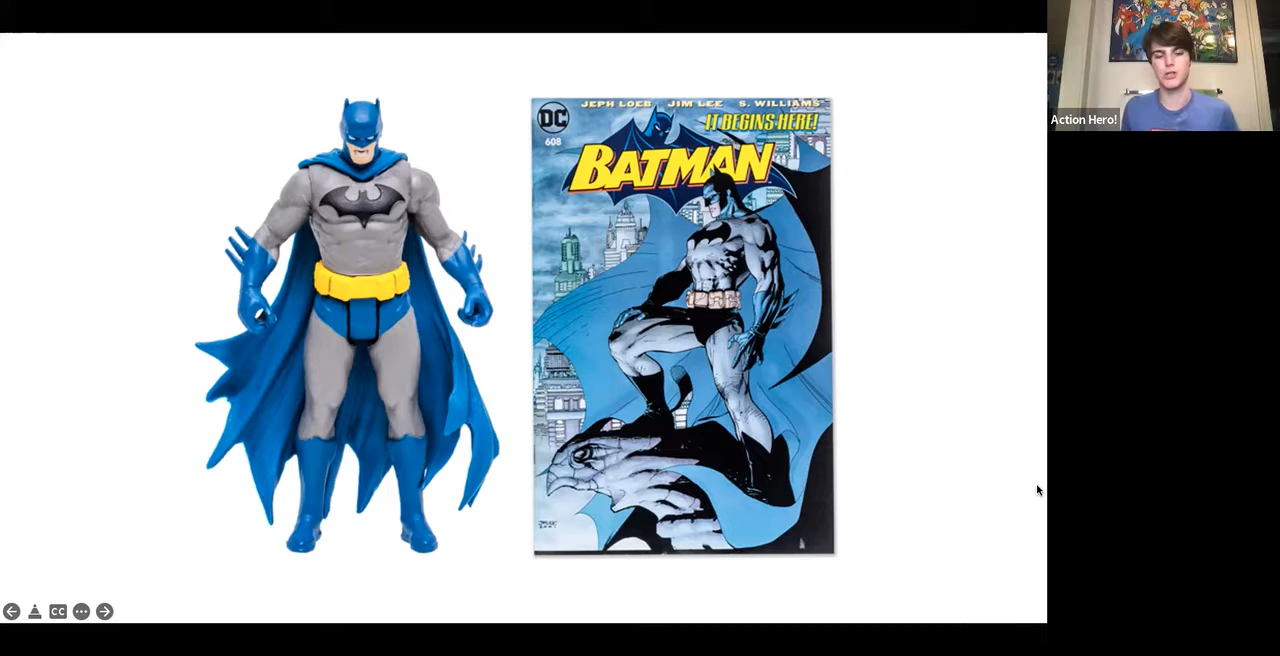 JEPH LOEB JIM LEE S. WILLIAMS
DC
IT BEGINS HERE!
608
BATMAN
Action Hero!
CC